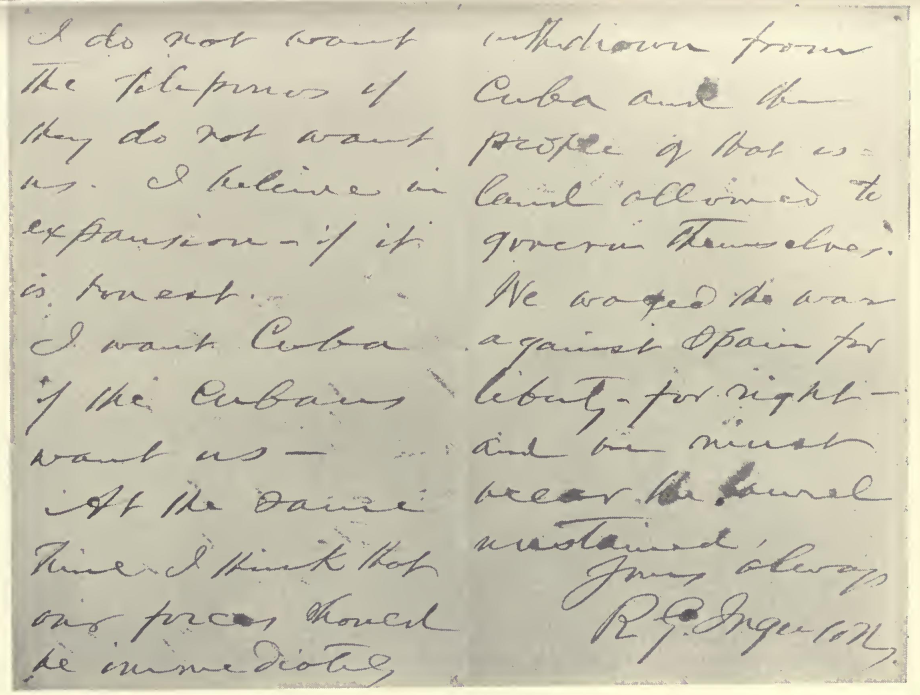 I do not want
the Filipinos if
they do not want
us. I believe in
expansion – if it
is honest.
I want Cuba
if the Cubans
want us —
At the same
time I think that
our forces should
be immediately
withdrawn from
Cuba and the
people of that is-
land allowed to
govern themselves.
We waged the war
against Spain for
liberty – for right –
and we must
wear the laurel
unstained.
Yours always
R. G. Ingersoll.